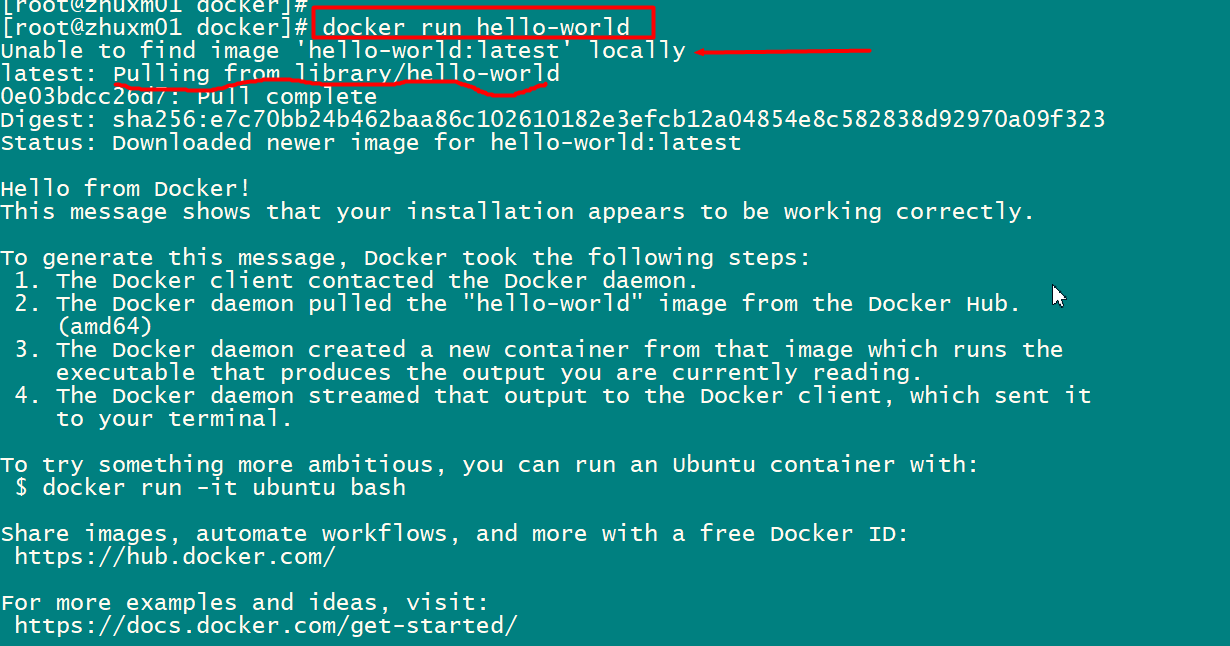 [root@zhuxm01 docker]#
[root@zhuxm01 docker]# docker run hello-world
Unable to find image 'hello-world:latest' locally
latest: Pulling from library/hello-world
0e03bdcc26d7: Pull complete
Digest: sha256:e7c70bb24b462baa86c102610182e3efcb12a04854e8c582838d92970a09f323
Status: Downloaded newer image for hello-world:latest
Hello from Docker!
This message shows that your installation appears to be working correctly.
To generate this message, Docker took the following steps:
1. The Docker client contacted the Docker daemon.
2. The Docker daemon pulled the "hello-world" image from the Docker Hub.
(amd64)
3. The Docker daemon created a new container from that image which runs the
executable that produces the output you are currently reading.
4. The Docker daemon streamed that output to the Docker client, which sent it
to your terminal.
To try something more ambitious, you can run an Ubuntu container with:
$ docker run -it ubuntu bash
Share images, automate workflows, and more with a free Docker ID:
https://hub.docker.com/
For more examples and ideas, visit:
https://docs.docker.com/get-started/